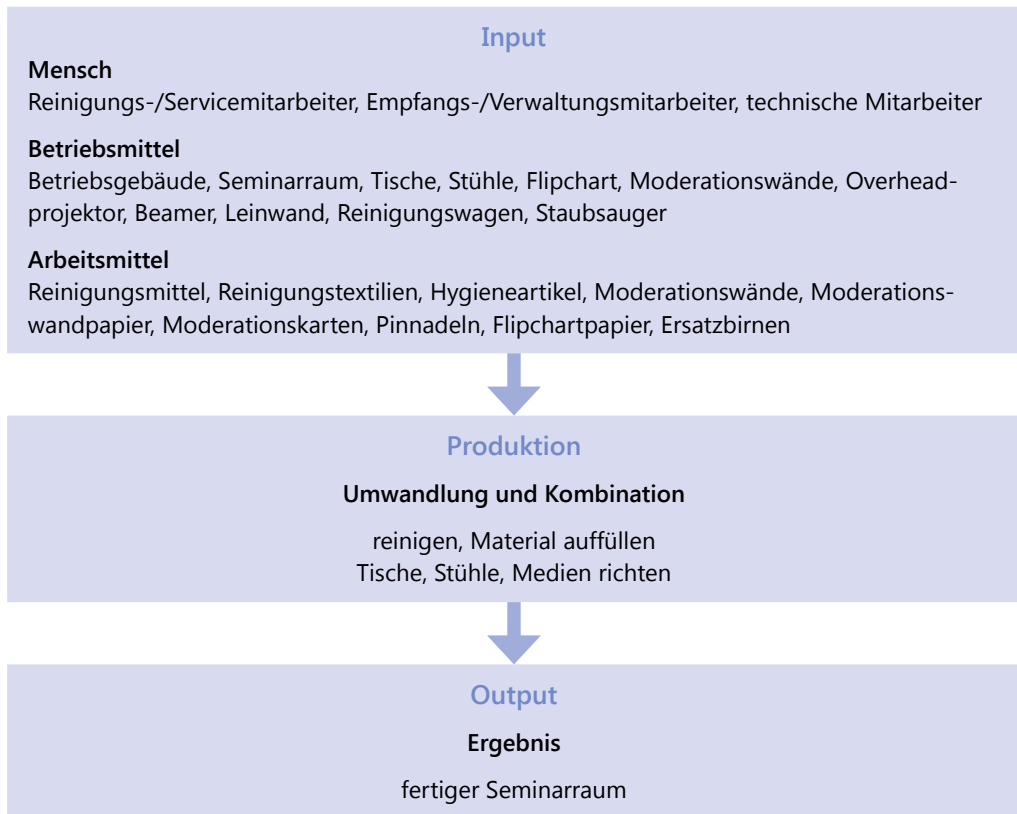 Input
Mensch
Reinigungs-/Servicemitarbeiter, Empfangs-/Verwaltungsmitarbeiter, technische Mitarbeiter
Betriebsmittel
Betriebsgebäude, Seminarraum, Tische, Stühle, Flipchart, Moderationswände, Overhead-
projektor, Beamer, Leinwand, Reinigungswagen, Staubsauger
Arbeitsmittel
Reinigungsmittel, Reinigungstextilien, Hygieneartikel, Moderationswände, Moderations-
wandpapier, Moderationskarten, Pinnadeln, Flipchartpapier, Ersatzbirnen
Produktion
Umwandlung und Kombination
reinigen, Material auffüllen
Tische, Stühle, Medien richten
Output
Ergebnis
fertiger Seminarraum